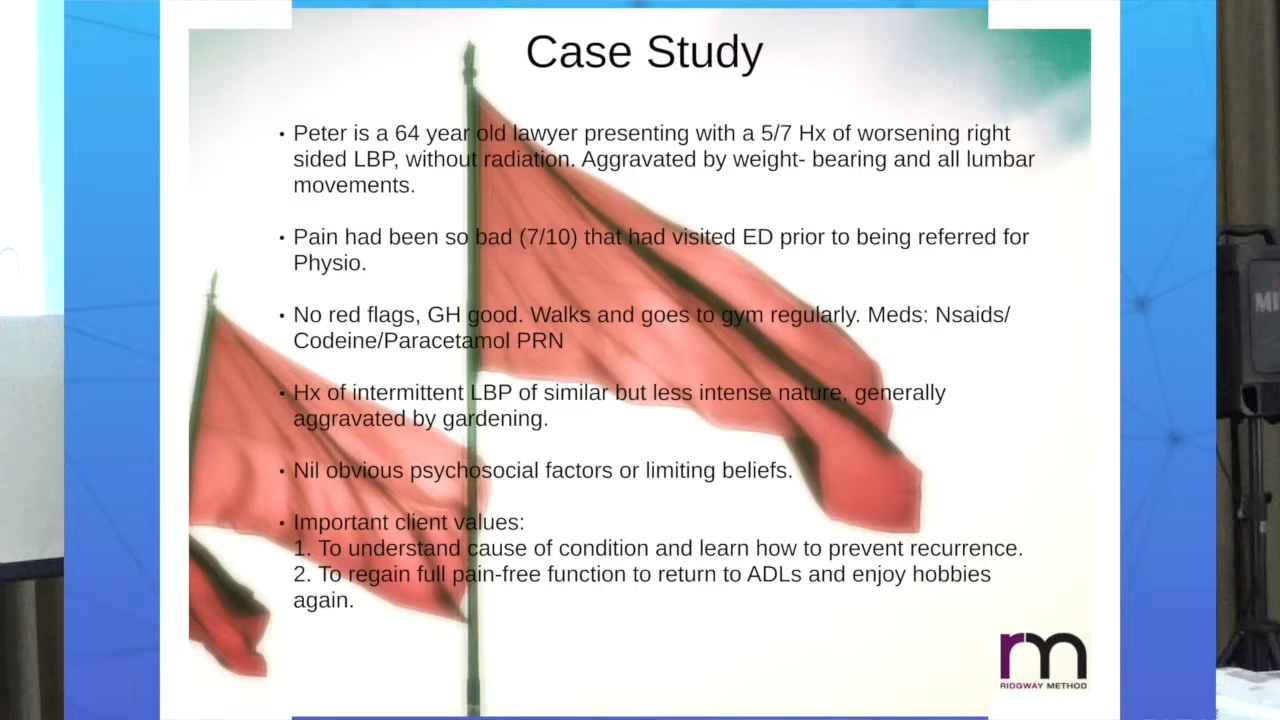 Case Study
• Peter is a 64 year old lawyer presenting with a 5/7 Hx of worsening right
sided LBP, without radiation. Aggravated by weight- bearing and all lumbar
movements.
• Pain had been so bad (7/10) that had visited ED prior to being referred for
Physio.
• No red flags, GH good. Walks and goes to gym regularly. Meds: Nsaids/
Codeine/Paracetamol PRN
• Hx of intermittent LBP of similar but less intense nature, generally
aggravated by gardening.
• Nil obvious psychosocial factors or limiting beliefs.
• Important client values:
1. To understand cause of condition and learn how to prevent recurrence.
2. To regain full pain-free function to return to ADLs and enjoy hobbies
again.
rm
RIDGWAY METHOD